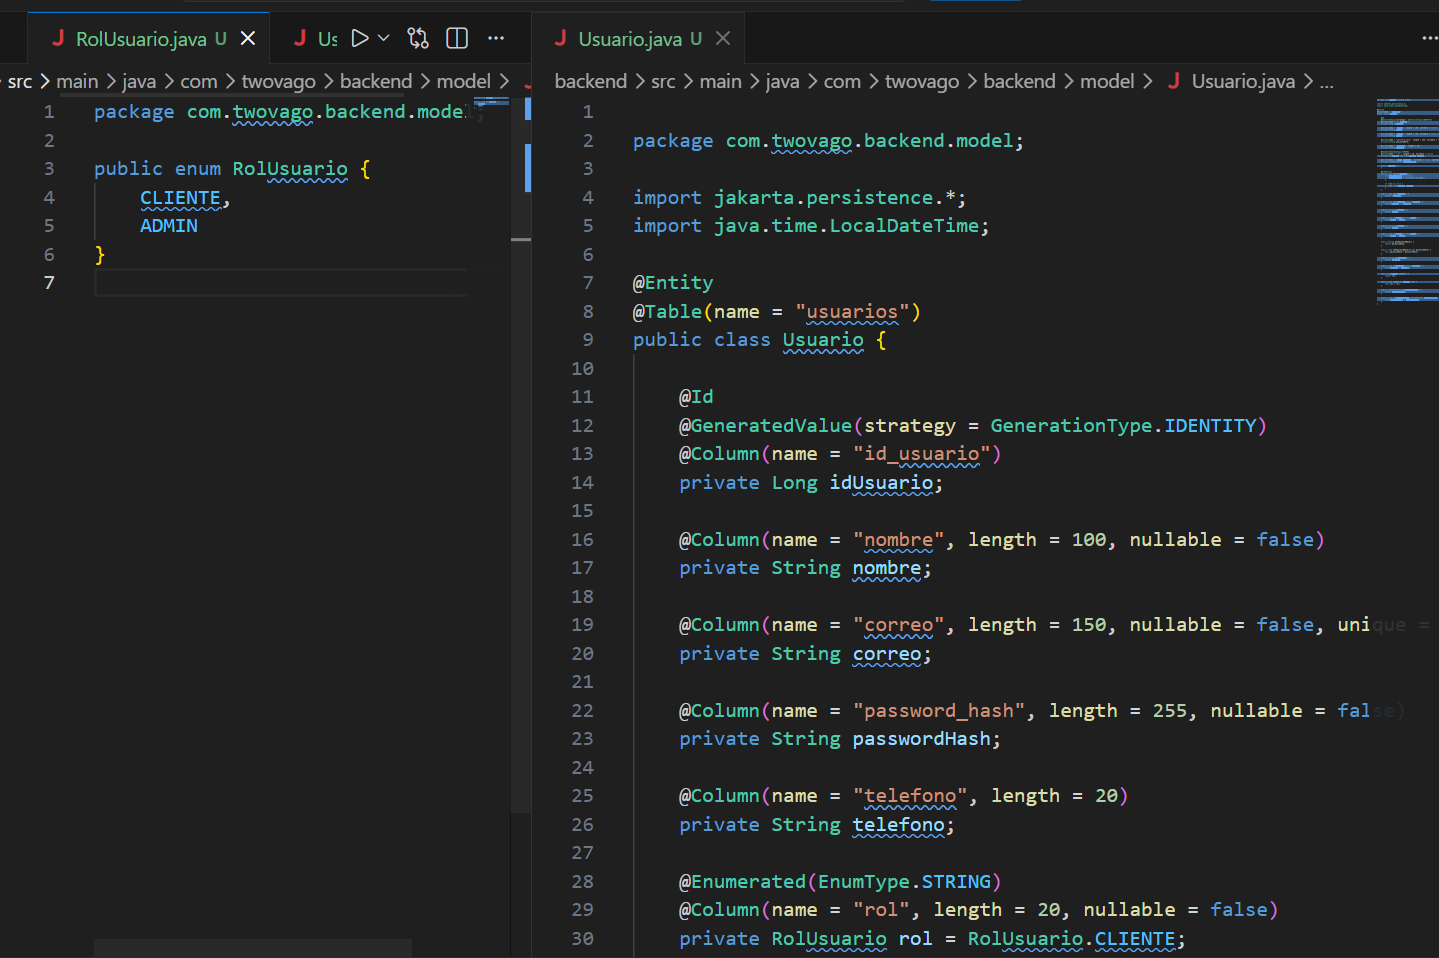 RolUsuario.java U
Us
src > main > java > com > twovago > backend > model >
1 package com.twovago.backend.model;
2
3 public enum RolUsuario {
4 CLIENTE,
5 ADMIN
6 }
7
Usuario.java U
backend > src > main > java > com > twovago > backend > model > Usuario.java > ...
1
2 package com.twovago.backend.model;
3
4 import jakarta.persistence.*;
5 import java.time.LocalDateTime;
6
7 @Entity
8 @Table(name = "usuarios")
9 public class Usuario {
10
11 @Id
12 @GeneratedValue(strategy = GenerationType.IDENTITY)
13 @Column(name = "id_usuario")
14 private Long idUsuario;
15
16 @Column(name = "nombre", length = 100, nullable = false)
17 private String nombre;
18
19 @Column(name = "correo", length = 150, nullable = false, unique =
20 private String correo;
21
22 @Column(name = "password_hash", length = 255, nullable = false)
23 private String passwordHash;
24
25 @Column(name = "telefono", length = 20)
26 private String telefono;
27
28 @Enumerated(EnumType.STRING)
29 @Column(name = "rol", length = 20, nullable = false)
30 private RolUsuario rol = RolUsuario.CLIENTE;